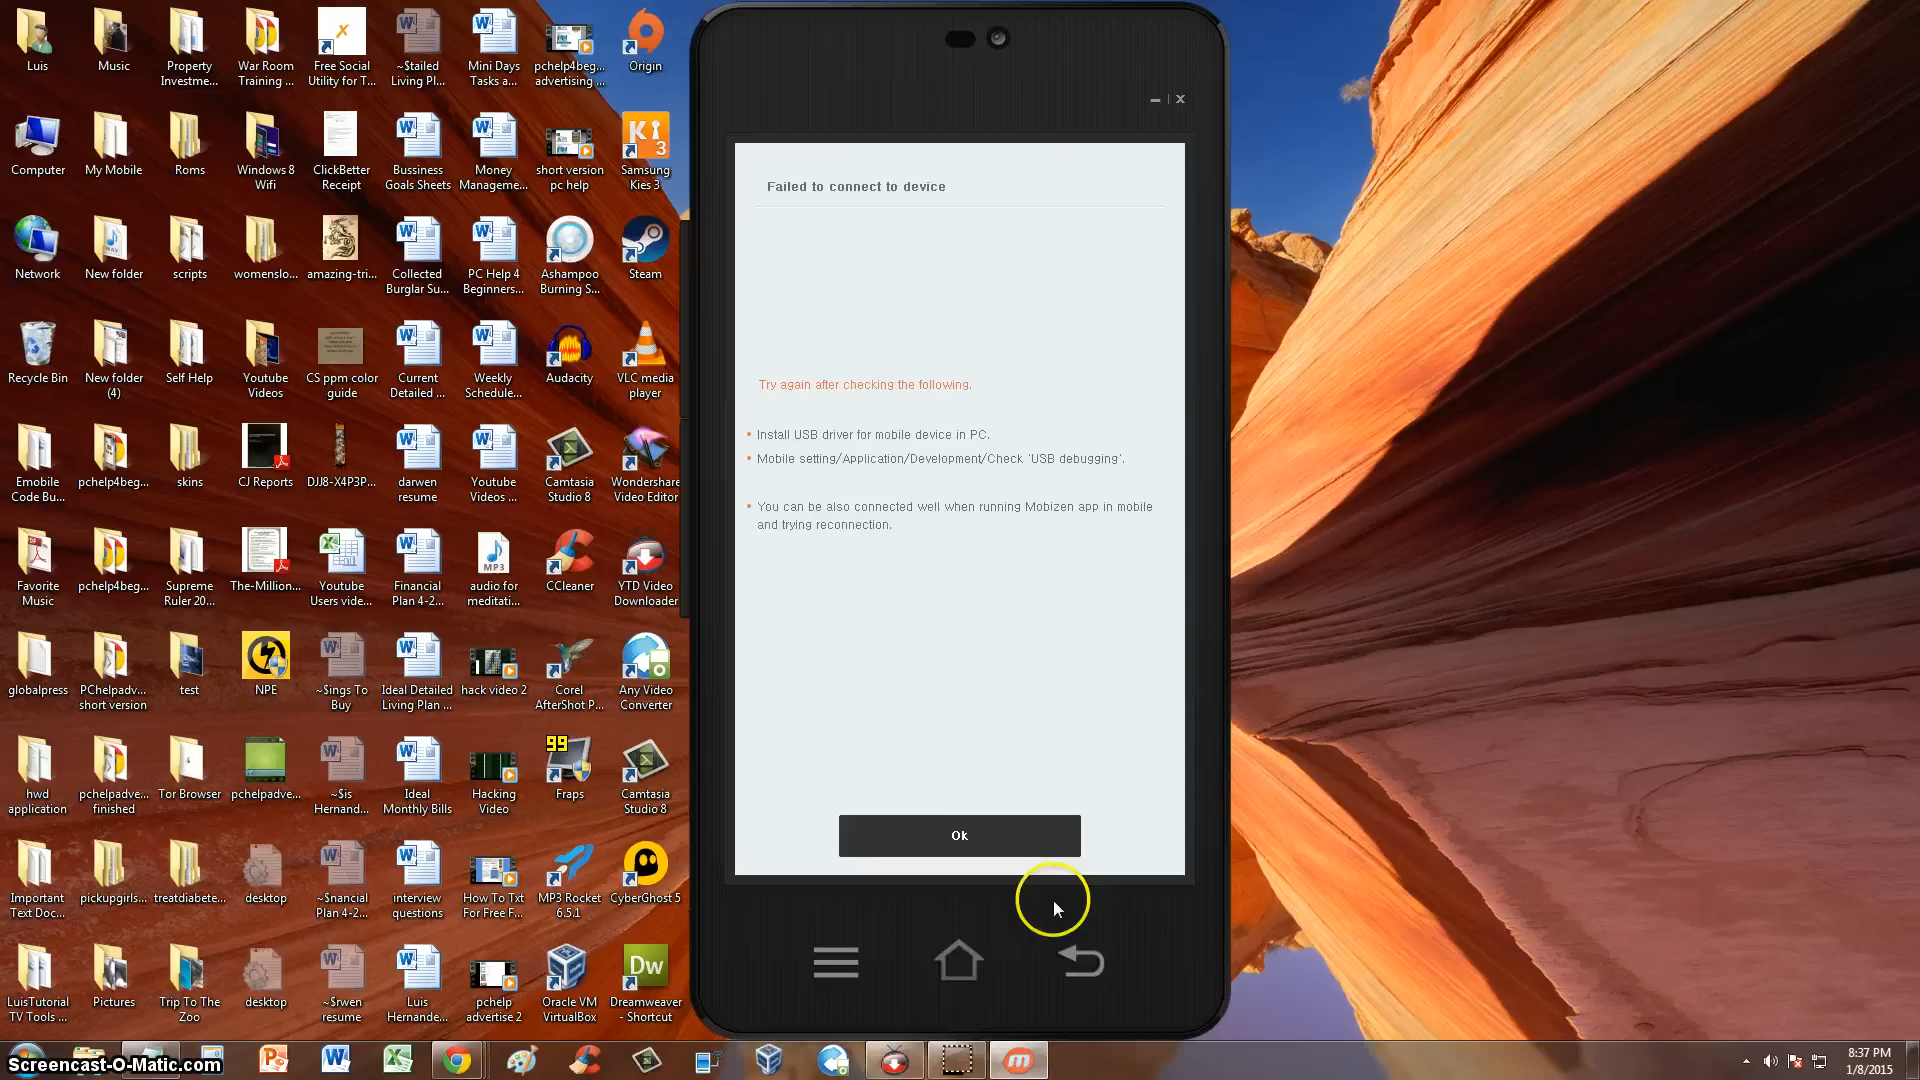 Luis
Music
Property
Investme...
War Room
Training ...
Free Social
Utility for T...
~$tailed
Living Pl...
Mini Days
Tasks a...
pchelp4beg...
advertising ...
Origin
Computer
My Mobile
Roms
Windows 8
Wifi
ClickBetter
Receipt
Bussiness
Goals Sheets
Money
Manageme...
short version
pc help
Samsung
Kies 3
Network
New folder
scripts
womenslo...
amazing-tri...
Collected
Burglar Su...
PC Help 4
Beginners...
Ashampoo
Burning S...
Steam
Recycle Bin
New folder
(4)
Self Help
Youtube
Videos
CS ppm color
guide
Current
Detailed ...
Weekly
Schedule...
Audacity
VLC media
player
Emobile
Code Bu...
pchelp4beg...
skins
CJ Reports
DJJ8-X4P3P...
darwen
resume
Youtube
Videos ...
Camtasia
Studio 8
Wondershare
Video Editor
Favorite
Music
pchelp4beg...
Supreme
Ruler 20...
The-Million...
Youtube
Users vide...
Financial
Plan 4-2...
audio for
meditati...
CCleaner
YTD Video
Downloader
globalpress
PChelpadv...
short version
test
NPE
~$ings To
Buy
Ideal Detailed
Living Plan ...
hack video 2
Corel
AfterShot P...
Any Video
Converter
hwd
application
pchelpadve...
finished
Tor Browser
pchelpadve...
~$is
Hernand...
Ideal
Monthly Bills
Hacking
Video
99
Fraps
Camtasia
Studio 8
Important
Text Doc...
pickupgirls...
treatdiabete...
desktop
~$nancial
Plan 4-2...
interview
questions
How To Txt
For Free F...
MP3 Rocket
6.5.1
CyberGhost 5
LuisTutorial
TV Tools ...
Pictures
Trip To The
Zoo
desktop
~$rwen
resume
Luis
Hernande...
pchelp
advertise 2
Oracle VM
VirtualBox
Dw
Dreamweaver
- Shortcut
Failed to connect to device
Try again after checking the following.
• Install USB driver for mobile device in PC.
• Mobile setting/Application/Development/Check 'USB debugging'.
• You can be also connected well when running Mobizen app in mobile
and trying reconnection.
Ok
Screencast-O-Matic.com
8:37 PM
1/8/2015